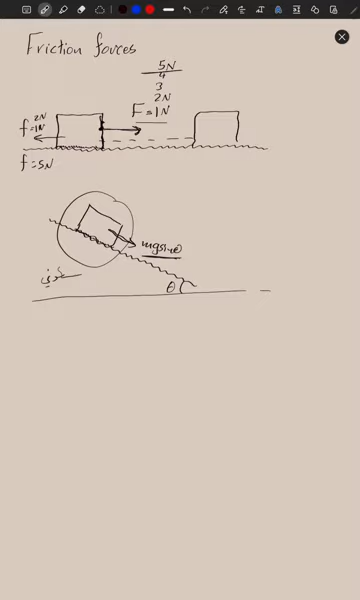 Friction forces
5N
4
3
2N
F=1N
2N
f=1N
f=5N
mgsinθ
θ